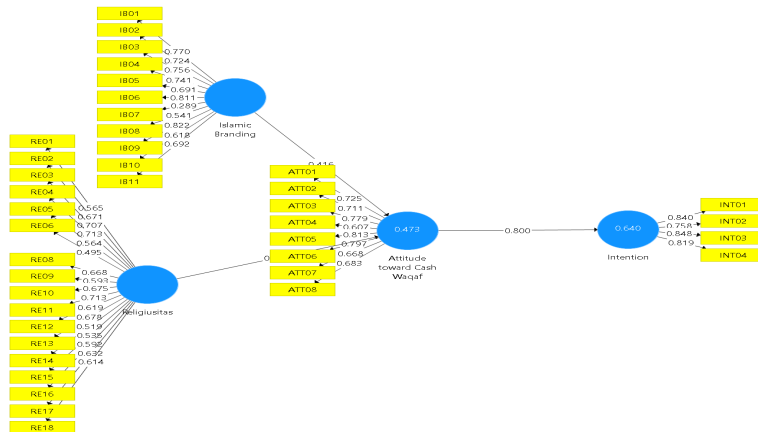 IB01
IB02
IB03
IB04
IB05
IB06
IB07
IB08
IB09
IB10
IB11
0.770
0.724
0.756
0.741
0.691
0.811
0.289
0.541
0.822
0.618
0.692
Islamic
Branding
RE01
RE02
RE03
RE04
RE05
RE06
RE08
RE09
RE10
RE11
RE12
RE13
RE14
RE15
RE16
RE17
RE18
0.565
0.671
0.707
0.713
0.564
0.495
0.668
0.593
0.675
0.713
0.619
0.678
0.519
0.535
0.592
0.632
0.614
Religiusitas
0.416
ATT01
ATT02
ATT03
ATT04
ATT05
ATT06
ATT07
ATT08
0.725
0.711
0.779
0.607
0.813
0.797
0.668
0.683
0.473
Attitude
toward Cash
Waqaf
0.800
0.640
Intention
0.840
0.758
0.848
0.819
INT01
INT02
INT03
INT04